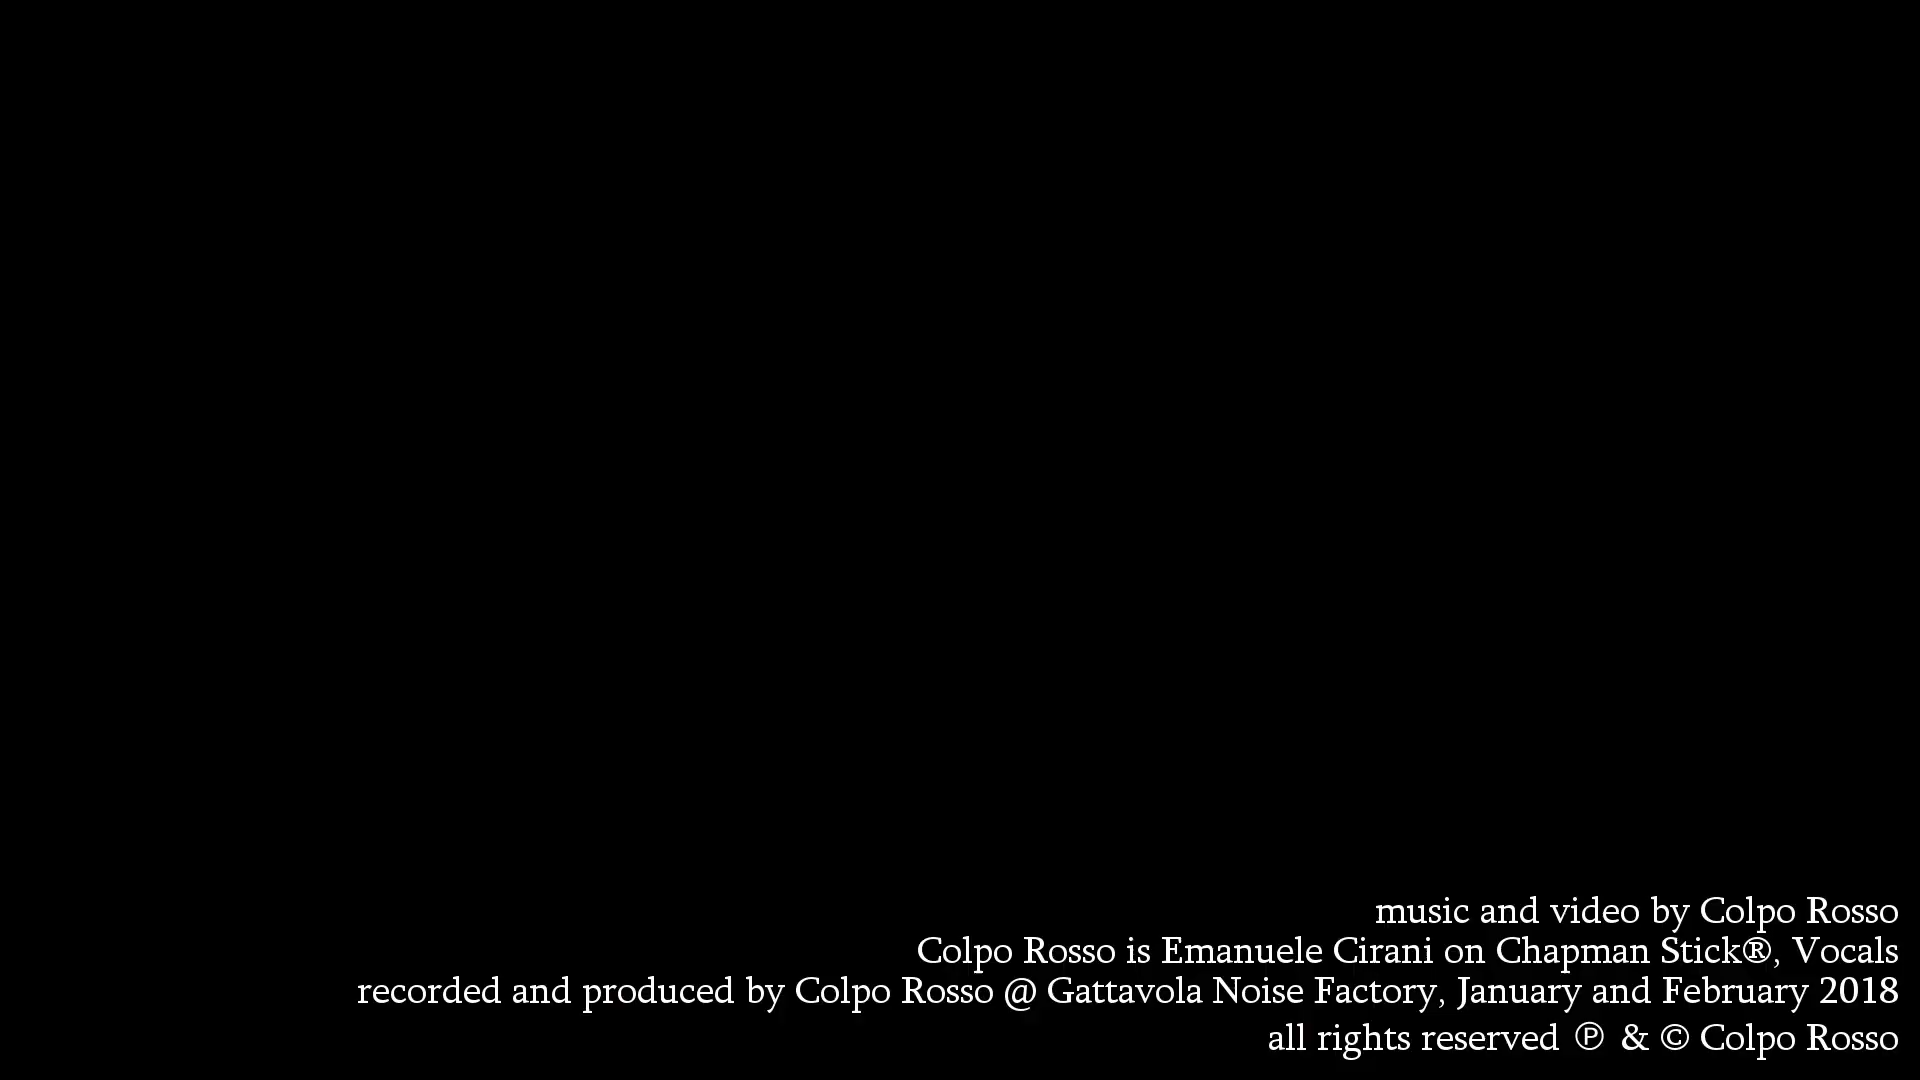 music and video by Colpo Rosso
Colpo Rosso is Emanuele Cirani on Chapman Stick®, Vocals
recorded and produced by Colpo Rosso @ Gattavola Noise Factory, January and February 2018
all rights reserved ℗ & © Colpo Rosso